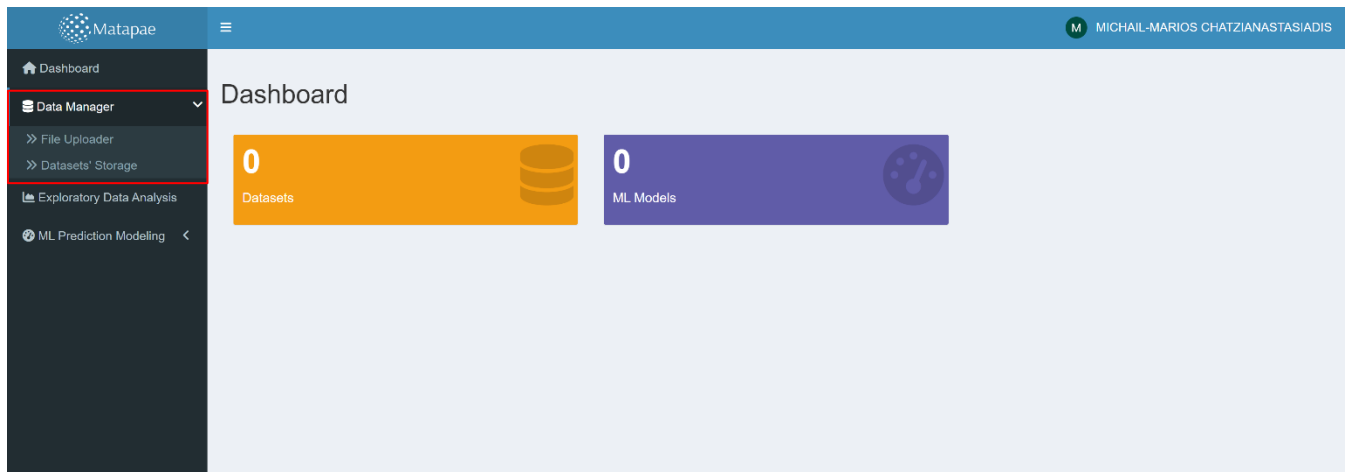 Matapae
M MICHAIL-MARIOS CHATZIANASTASIADIS
Dashboard
Data Manager
File Uploader
Datasets' Storage
Exploratory Data Analysis
ML Prediction Modeling
Dashboard
0
Datasets
0
ML Models